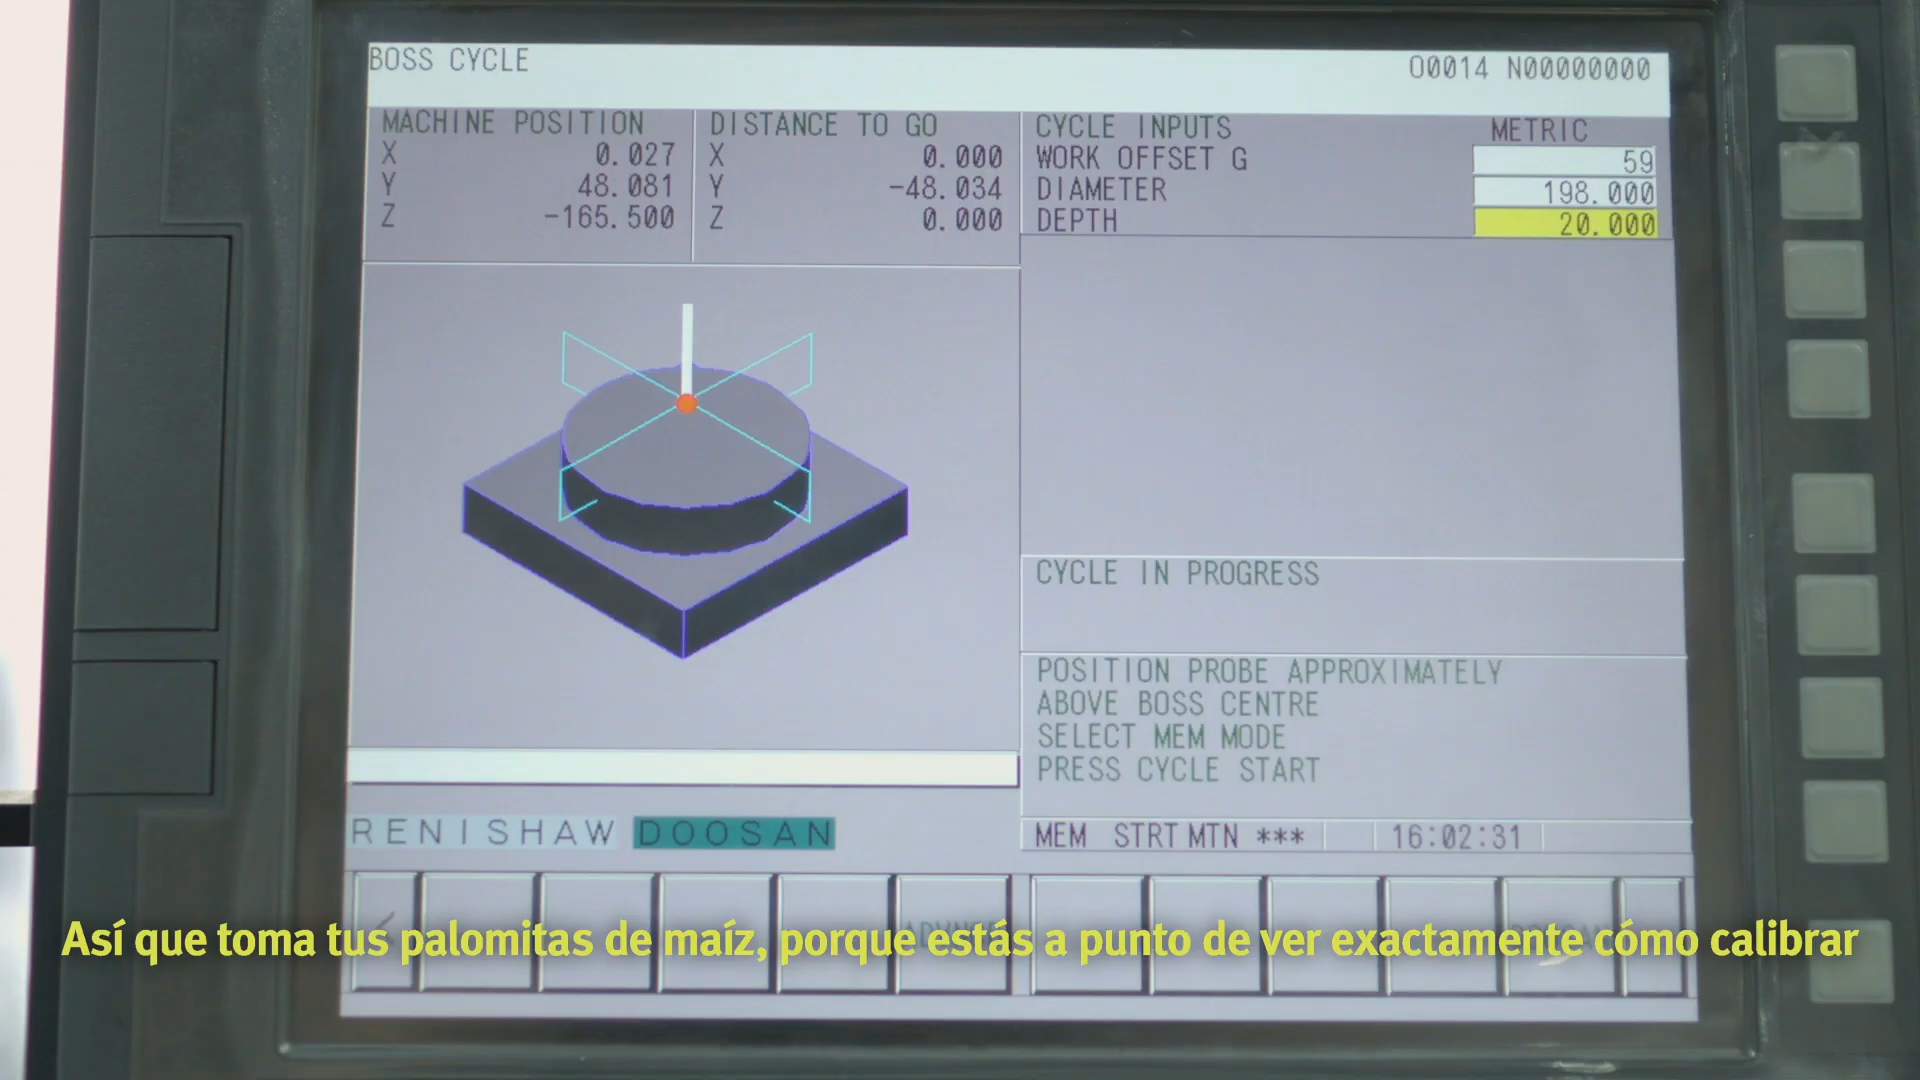 BOSS CYCLE
O0014 N00000000
MACHINE POSITION
X 0.027
Y 48.081
Z -165.500
DISTANCE TO GO
X 0.000
Y -48.034
Z 0.000
CYCLE INPUTS METRIC
WORK OFFSET G 59
DIAMETER 198.000
DEPTH 20.000
CYCLE IN PROGRESS
POSITION PROBE APPROXIMATELY
ABOVE BOSS CENTRE
SELECT MEM MODE
PRESS CYCLE START
RENISHAW DOOSAN
MEM STRT MTN *** 16:02:31
Así que toma tus palomitas de maíz, porque estás a punto de ver exactamente cómo calibrar